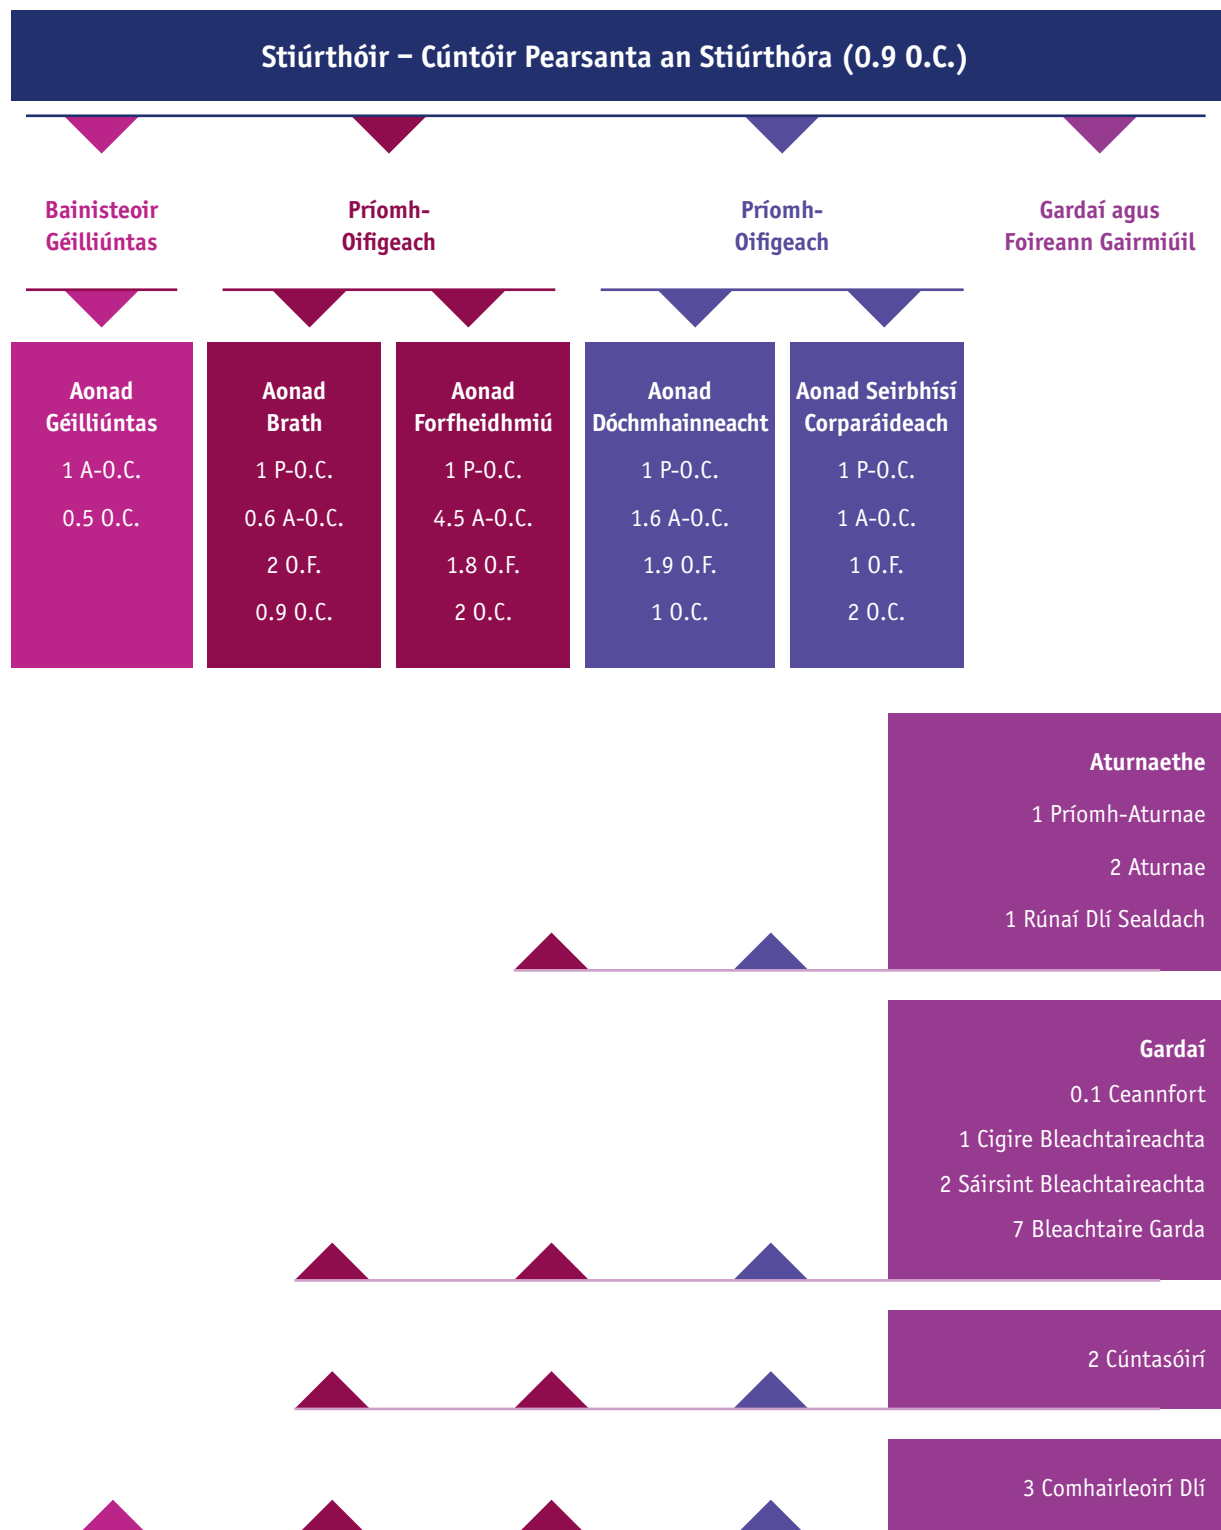 Stiúrthóir – Cúntóir Pearsanta an Stiúrthóra (0.9 O.C.)
Bainisteoir
Géilliúntas
Príomh-
Oifigeach
Príomh-
Oifigeach
Gardaí agus
Foireann Gairmiúil
Aonad
Géilliúntas
1 A-O.C.
0.5 O.C.
Aonad
Brath
1 P-O.C.
0.6 A-O.C.
2 O.F.
0.9 O.C.
Aonad
Forfheidhmiú
1 P-O.C.
4.5 A-O.C.
1.8 O.F.
2 O.C.
Aonad
Dóchmhainneacht
1 P-O.C.
1.6 A-O.C.
1.9 O.F.
1 O.C.
Aonad Seirbhísí
Corparáideach
1 P-O.C.
1 A-O.C.
1 O.F.
2 O.C.
Aturnaethe
1 Príomh-Aturnae
2 Aturnae
1 Rúnaí Dlí Sealdach
Gardaí
0.1 Ceannfort
1 Cigire Bleachtaireachta
2 Sáirsint Bleachtaireachta
7 Bleachtaire Garda
2 Cúntasóirí
3 Comhairleoirí Dlí